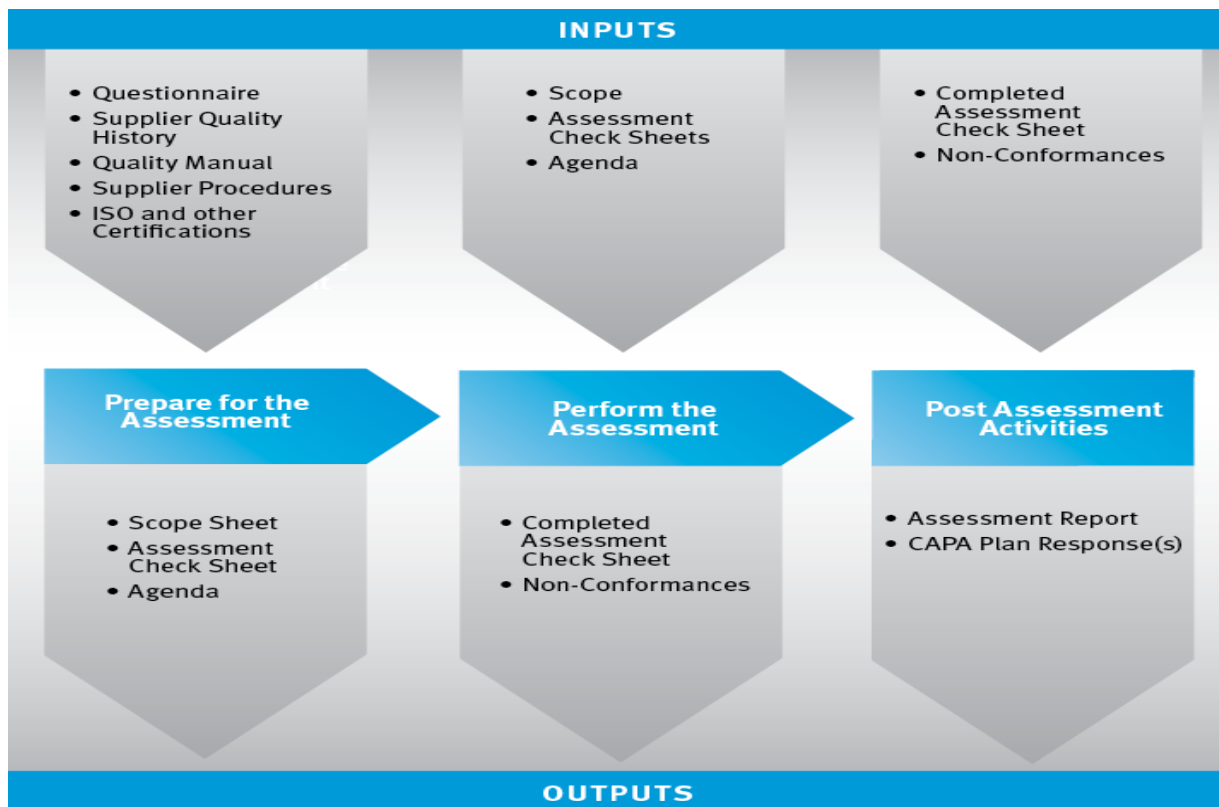 INPUTS
• Questionnaire
• Supplier Quality
History
• Quality Manual
• Supplier Procedures
• ISO and other
Certifications
• Scope
• Assessment
Check Sheets
• Agenda
• Completed
Assessment
Check Sheet
• Non-Conformances
Prepare for the
Assessment
Perform the
Assessment
Post Assessment
Activities
• Scope Sheet
• Assessment
Check Sheet
• Agenda
• Completed
Assessment
Check Sheet
• Non-Conformances
• Assessment Report
• CAPA Plan Response(s)
OUTPUTS